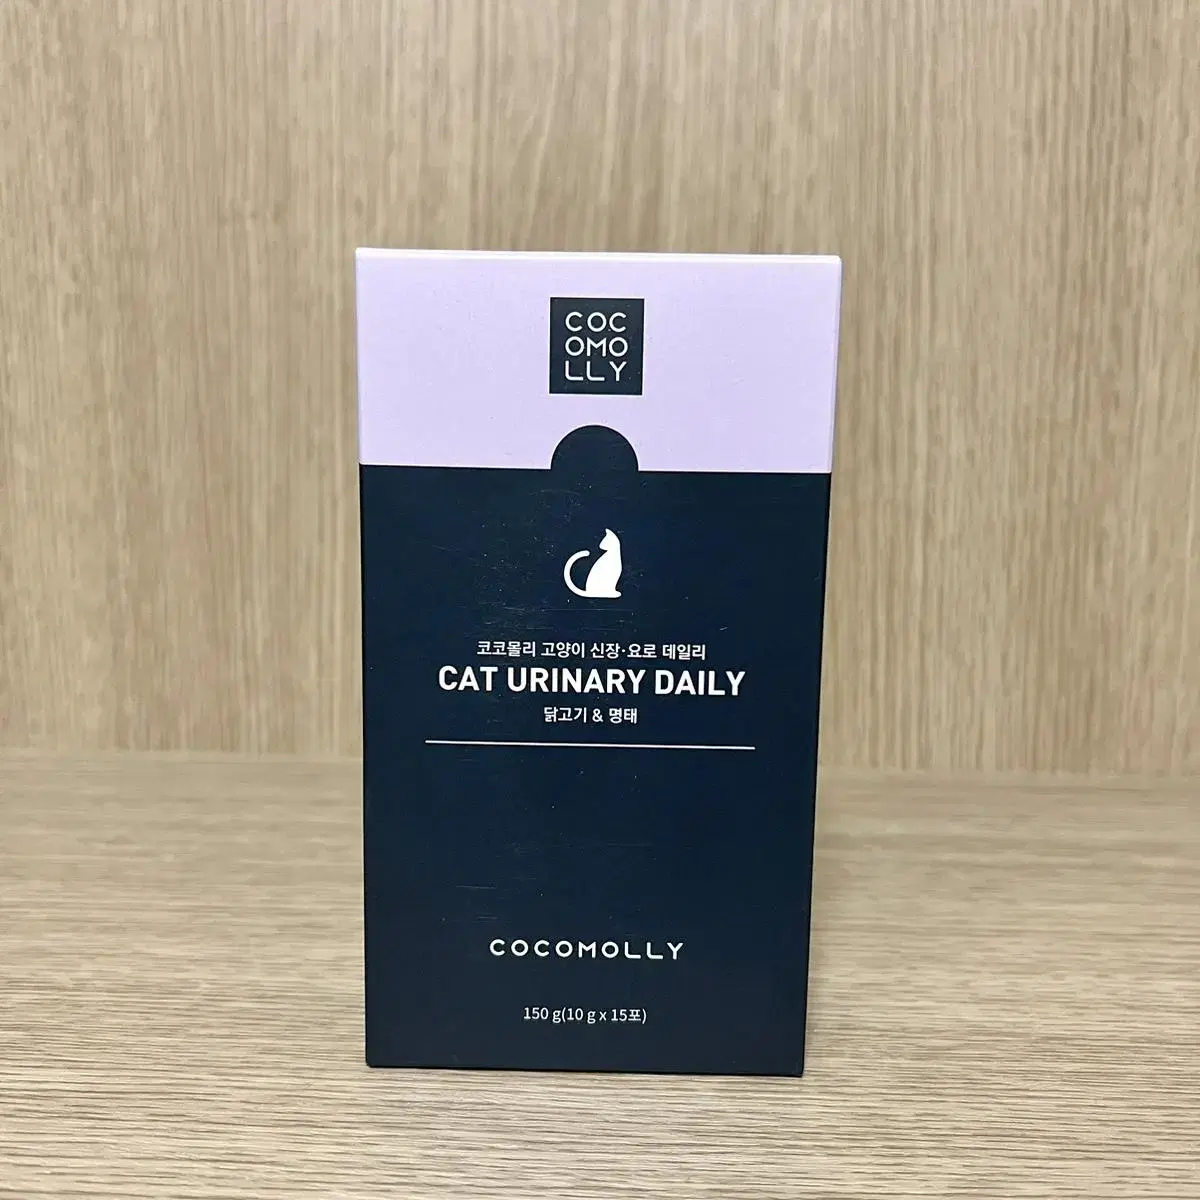 COC
OMO
LLY
코코몰리 고양이 신장·요로 데일리
CAT URINARY DAILY
닭고기 & 명태
COCOMOLLY
150 g(10 g x 15포)